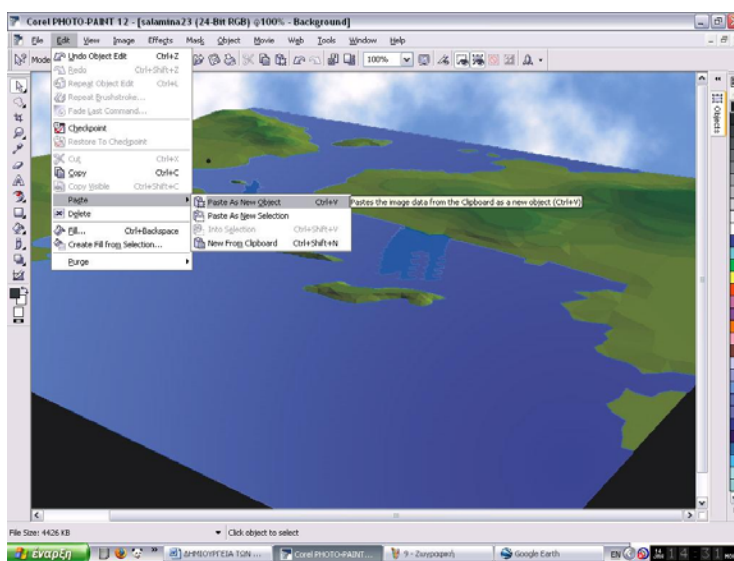 Corel PHOTO-PAINT 12 - [salamina23 (24-Bit RGB) @100% - Background]
File Edit View Image Effects Mask Object Movie Web Tools Window Help
Mode
100%
Undo Object Edit Ctrl+Z
Redo Ctrl+Shift+Z
Repeat Object Edit Ctrl+L
Repeat Brushstroke...
Fade Last Command...
Checkpoint
Restore To Checkpoint
Cut Ctrl+X
Copy Ctrl+C
Copy Visible Ctrl+Shift+C
Paste
Delete
Fill... Ctrl+Backspace
Create Fill from Selection...
Purge
Paste As New Object Ctrl+V
Paste As New Selection
Into Selection Ctrl+Shift+V
New From Clipboard Ctrl+Shift+N
Pastes the image data from the Clipboard as a new object (Ctrl+V)
Objects
File Size: 4426 KB
Click object to select
έναρξη
ΔΗΜΙΟΥΡΓΕΙΑ ΤΩΝ ...
Corel PHOTO-PAINT...
9 - Ζωγραφική
Google Earth
EN
14 31